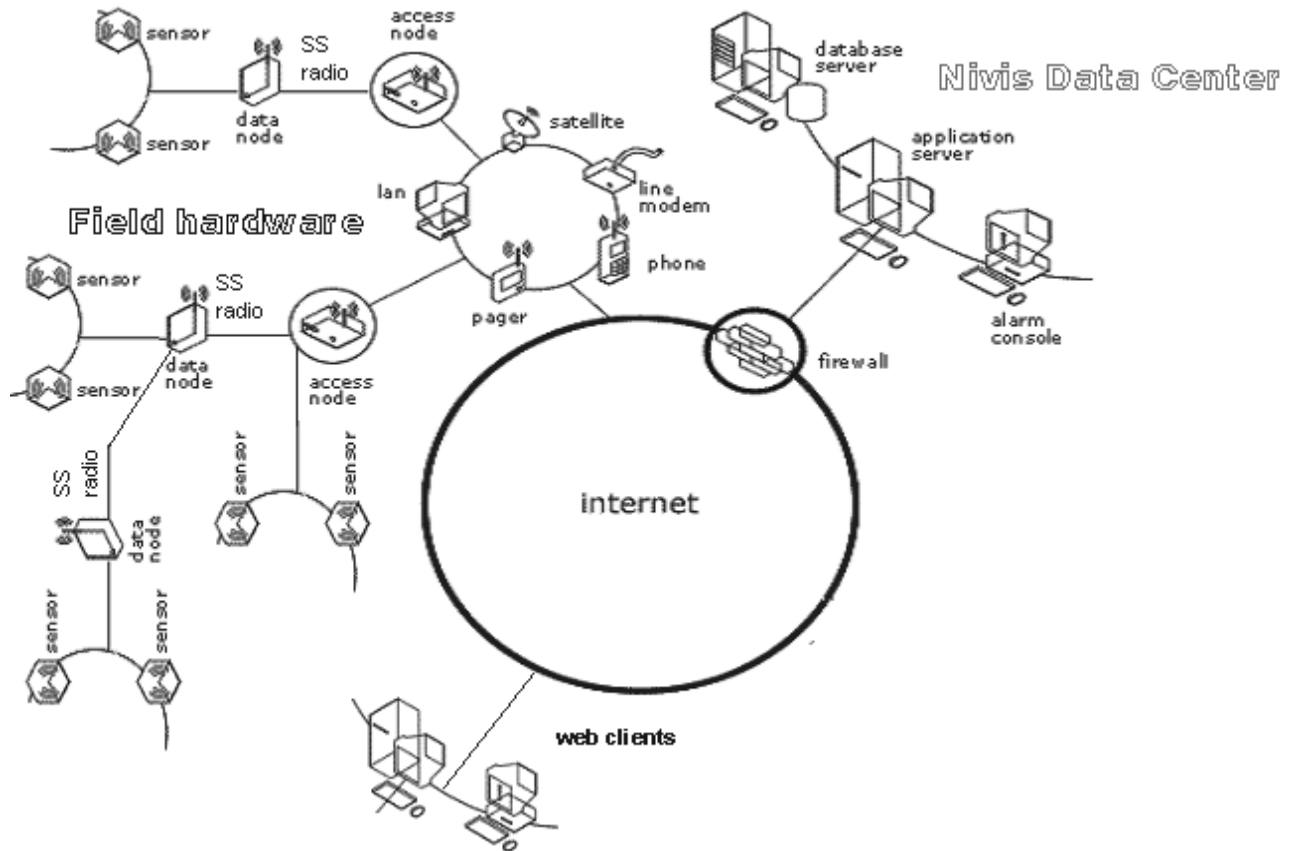 sensor
SS
radio
access
node
data
node
sensor
satellite
lan
line
modem
phone
pager
database
server
Nivis Data Center
application
server
alarm
console
firewall
Field hardware
sensor
SS
radio
data
node
access
node
sensor
sensor
sensor
SS
radio
data
node
sensor
sensor
internet
web clients